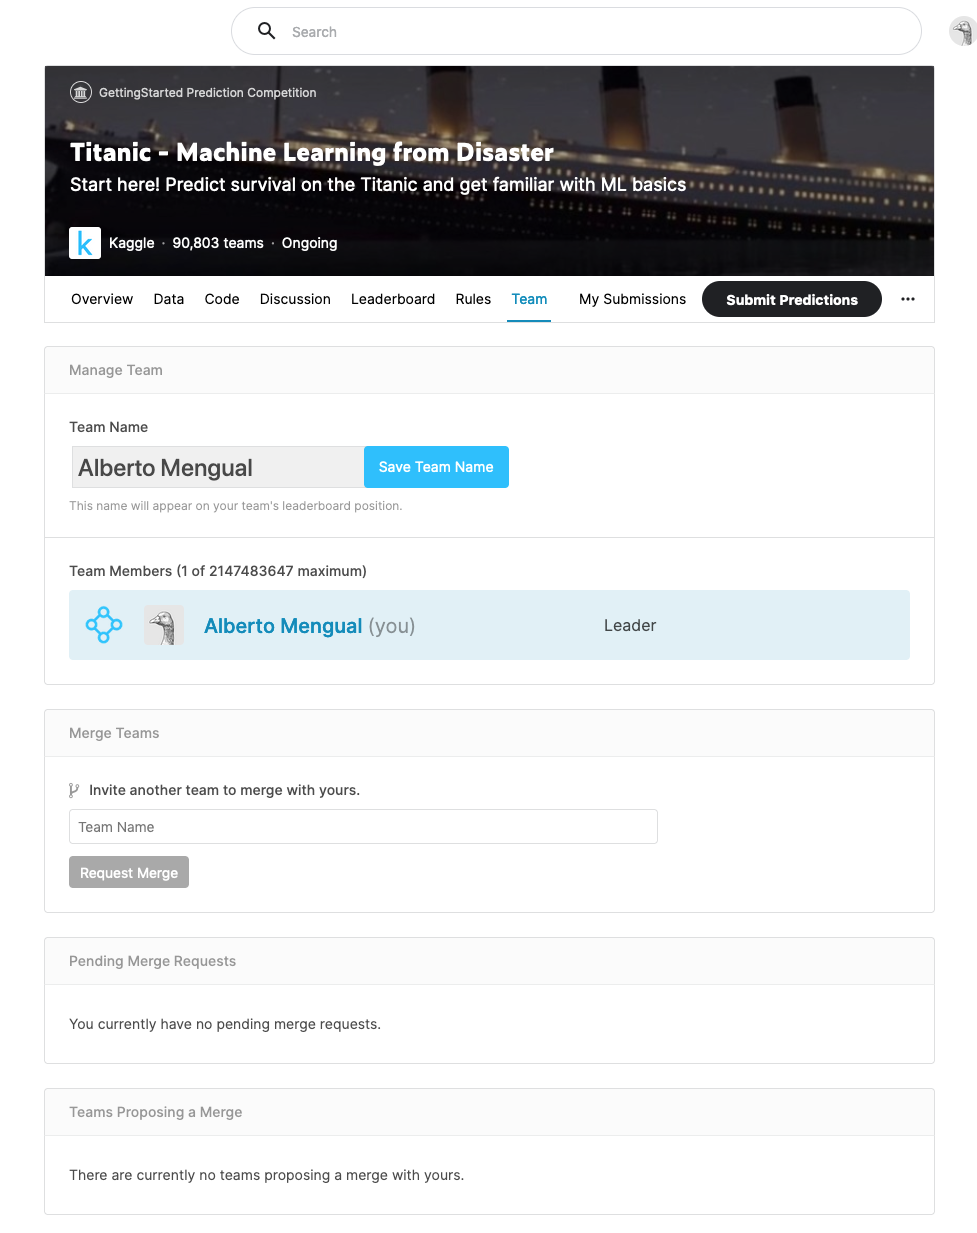 Search
GettingStarted Prediction Competition
Titanic - Machine Learning from Disaster
Start here! Predict survival on the Titanic and get familiar with ML basics
k
Kaggle · 90,803 teams · Ongoing
Overview Data Code Discussion Leaderboard Rules Team My Submissions Submit Predictions ...
Manage Team
Team Name
Alberto Mengual Save Team Name
This name will appear on your team's leaderboard position.
Team Members (1 of 2147483647 maximum)
Alberto Mengual (you) Leader
Merge Teams
Invite another team to merge with yours.
Team Name
Request Merge
Pending Merge Requests
You currently have no pending merge requests.
Teams Proposing a Merge
There are currently no teams proposing a merge with yours.